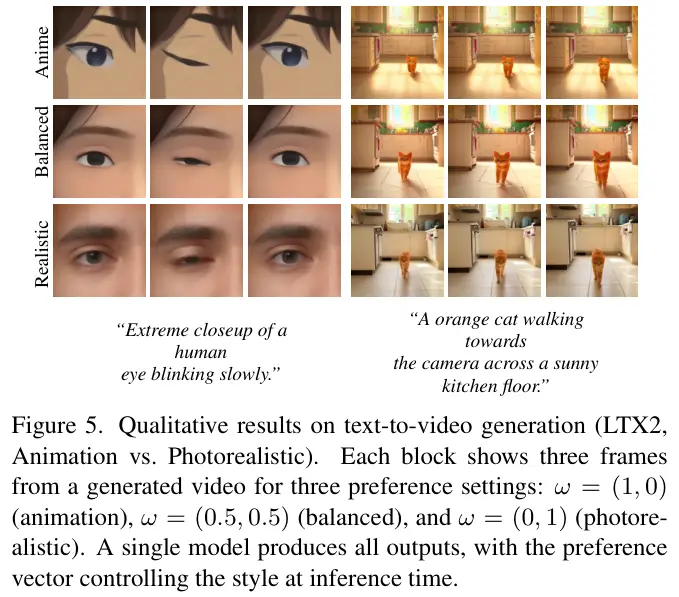 Anime
Balanced
Realistic
“Extreme closeup of a
human
eye blinking slowly.”
“A orange cat walking
towards
the camera across a sunny
kitchen floor.”
Figure 5. Qualitative results on text-to-video generation (LTX2,
Animation vs. Photorealistic). Each block shows three frames
from a generated video for three preference settings: ω = (1, 0)
(animation), ω = (0.5, 0.5) (balanced), and ω = (0, 1) (photore-
alistic). A single model produces all outputs, with the preference
vector controlling the style at inference time.